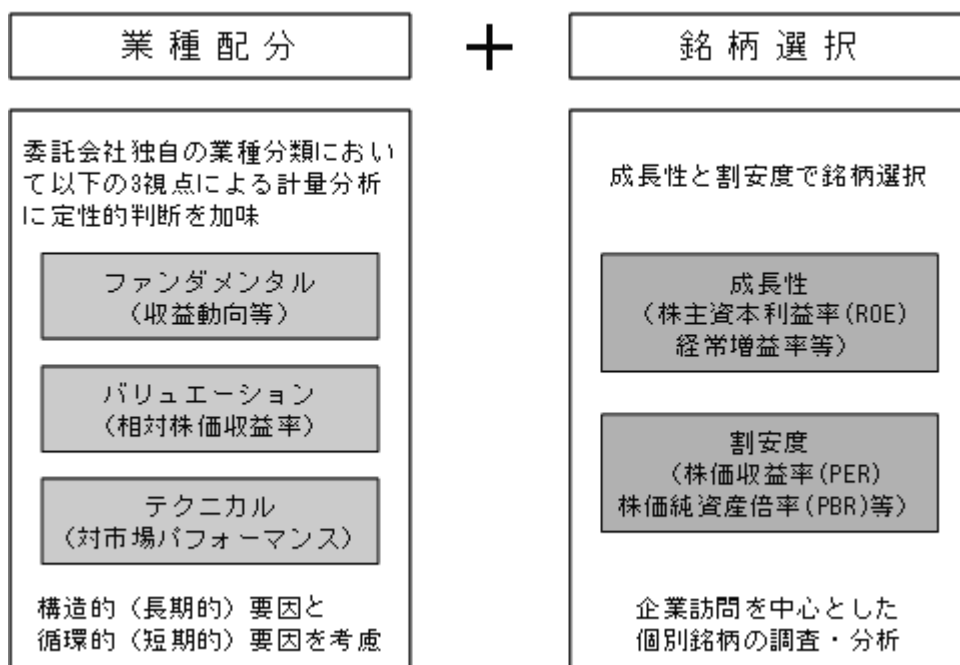 業種配分
+
銘柄選択
委託会社独自の業種分類におい
て以下の3視点による計量分析
に定性的判断を加味
ファンダメンタル
(収益動向等)
バリュエーション
(相対株価収益率)
テクニカル
(対市場パフォーマンス)
構造的(長期的)要因と
循環的(短期的)要因を考慮
成長性と割安度で銘柄選択
成長性
(株主資本利益率(ROE)
経常増益率等)
割安度
(株価収益率(PER)
株価純資産倍率(PBR)等)
企業訪問を中心とした
個別銘柄の調査・分析